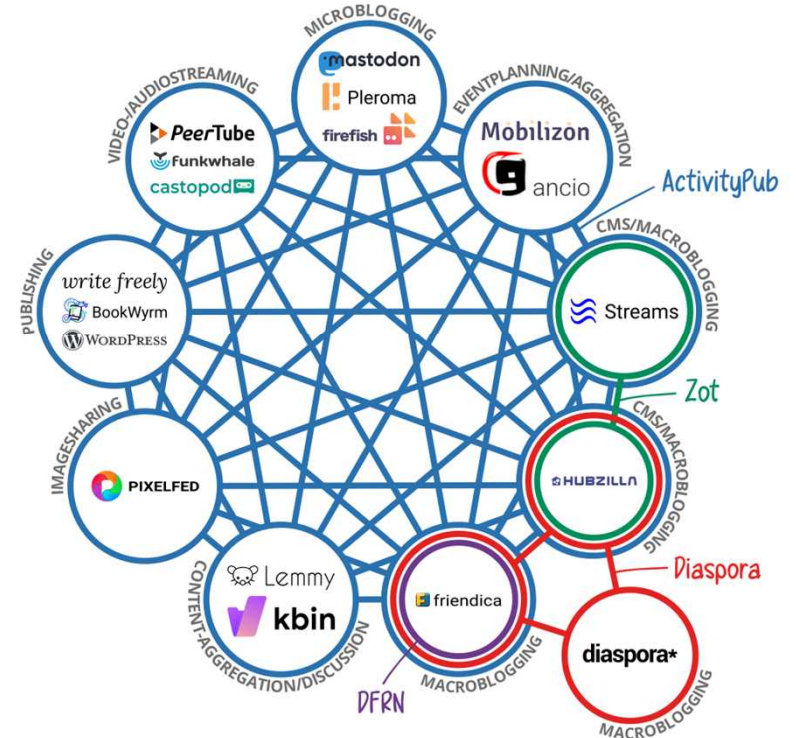 MICROBLOGGING
mastodon
Pleroma
firefish
EVENTPLANNING/AGGREGATION
Mobilizon
g ancio
VIDEO-/AUDIOSTREAMING
PeerTube
funkwhale
castopod
ActivityPub
CMS/MACROBLOGGING
Streams
PUBLISHING
write freely
BookWyrm
WORDPRESS
Zot
CMS/MACROBLOGGING
HUBZILLA
IMAGESHARING
PIXELFED
Diaspora
CONTENT-AGGREGATION/DISCUSSION
Lemmy
kbin
MACROBLOGGING
friendica
DFRN
diaspora*
MACROBLOGGING